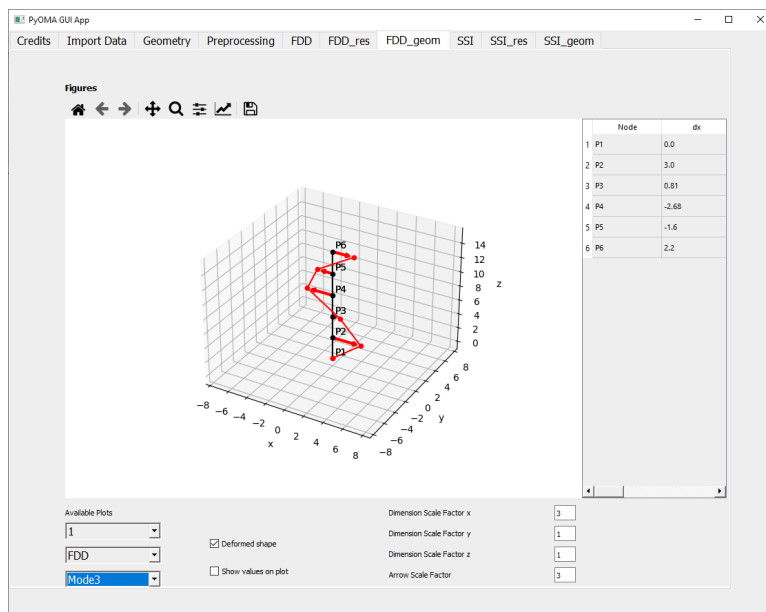 PyOMA GUI App
Credits Import Data Geometry Preprocessing FDD FDD_res FDD_geom SSI SSI_res SSI_geom
Figures
Node dx
1 P1 0.0
2 P2 3.0
3 P3 0.81
4 P4 -2.68
5 P5 -1.6
6 P6 2.2
P6
P5
P4
P3
P2
P1
14
12
10
8
6
4
2
0
z
−8 −6 −4 −2 0 2 4 6 8
x
−8 −6 −4 −2 0 2 4 6 8
y
Available Plots
1
FDD
Mode3
Deformed shape
Show values on plot
Dimension Scale Factor x 3
Dimension Scale Factor y 1
Dimension Scale Factor z 1
Arrow Scale Factor 3